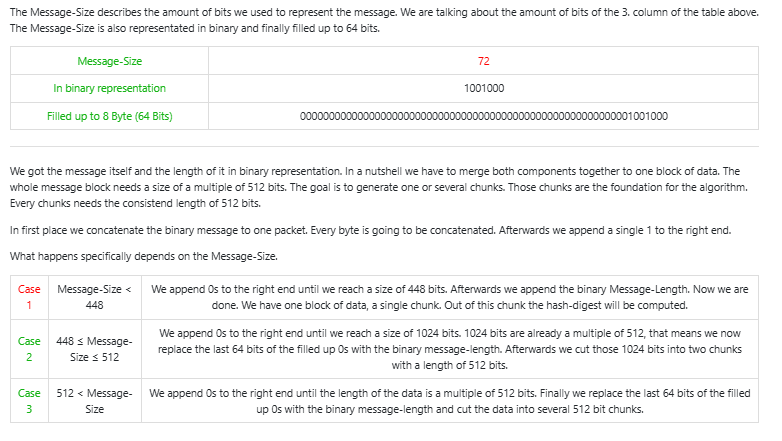 The Message-Size describes the amount of bits we used to represent the message. We are talking about the amount of bits of the 3. column of the table above.
The Message-Size is also representated in binary and finally filled up to 64 bits.
Message-Size 72
In binary representation 1001000
Filled up to 8 Byte (64 Bits) 0000000000000000000000000000000000000000000000000000000001001000
We got the message itself and the length of it in binary representation. In a nutshell we have to merge both components together to one block of data. The
whole message block needs a size of a multiple of 512 bits. The goal is to generate one or several chunks. Those chunks are the foundation for the algorithm.
Every chunks needs the consistend length of 512 bits.
In first place we concatenate the binary message to one packet. Every byte is going to be concatenated. Afterwards we append a single 1 to the right end.
What happens specifically depends on the Message-Size.
Case 1
Message-Size <
448
We append 0s to the right end until we reach a size of 448 bits. Afterwards we append the binary Message-Length. Now we are
done. We have one block of data, a single chunk. Out of this chunk the hash-digest will be computed.
Case 2
448 ≤ Message-
Size ≤ 512
We append 0s to the right end until we reach a size of 1024 bits. 1024 bits are already a multiple of 512, that means we now
replace the last 64 bits of the filled up 0s with the binary message-length. Afterwards we cut those 1024 bits into two chunks
with a length of 512 bits.
Case 3
512 < Message-
Size
We append 0s to the right end until the length of the data is a multiple of 512 bits. Finally we replace the last 64 bits of the filled
up 0s with the binary message-length and cut the data into several 512 bit chunks.